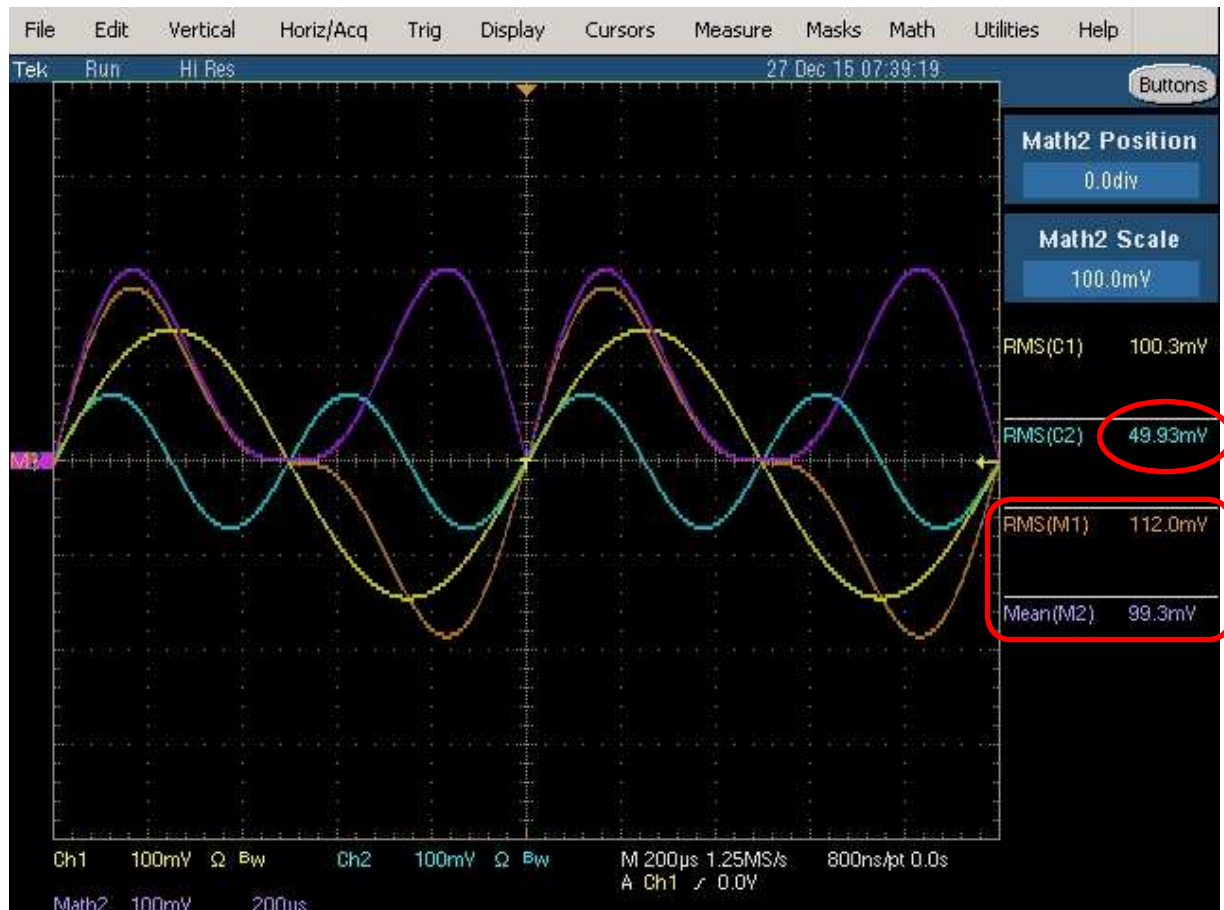 File Edit Vertical Horiz/Acq Trig Display Cursors Measure Masks Math Utilities Help
Tek Run Hi Res 27 Dec 15 07:39:19
Buttons
Math2 Position
0.0div
Math2 Scale
100.0mV
RMS(C1) 100.3mV
RMS(C2) 49.93mV
RMS(M1) 112.0mV
Mean(M2) 99.3mV
Ch1 100mV Ω Bw Ch2 100mV Ω Bw M 200µs 1.25MS/s 800ns/pt 0.0s
A Ch1 0.0V
Math2 100mV 200us